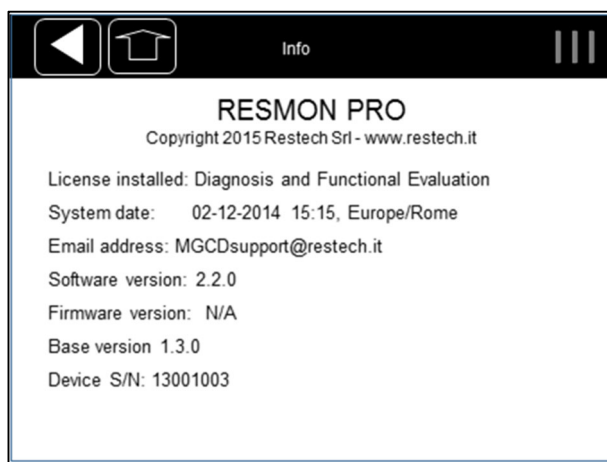 Info
RESMON PRO
Copyright 2015 Restech Srl - www.restech.it
License installed: Diagnosis and Functional Evaluation
System date: 02-12-2014 15:15, Europe/Rome
Email address: MGCDsupport@restech.it
Software version: 2.2.0
Firmware version: N/A
Base version 1.3.0
Device S/N: 13001003